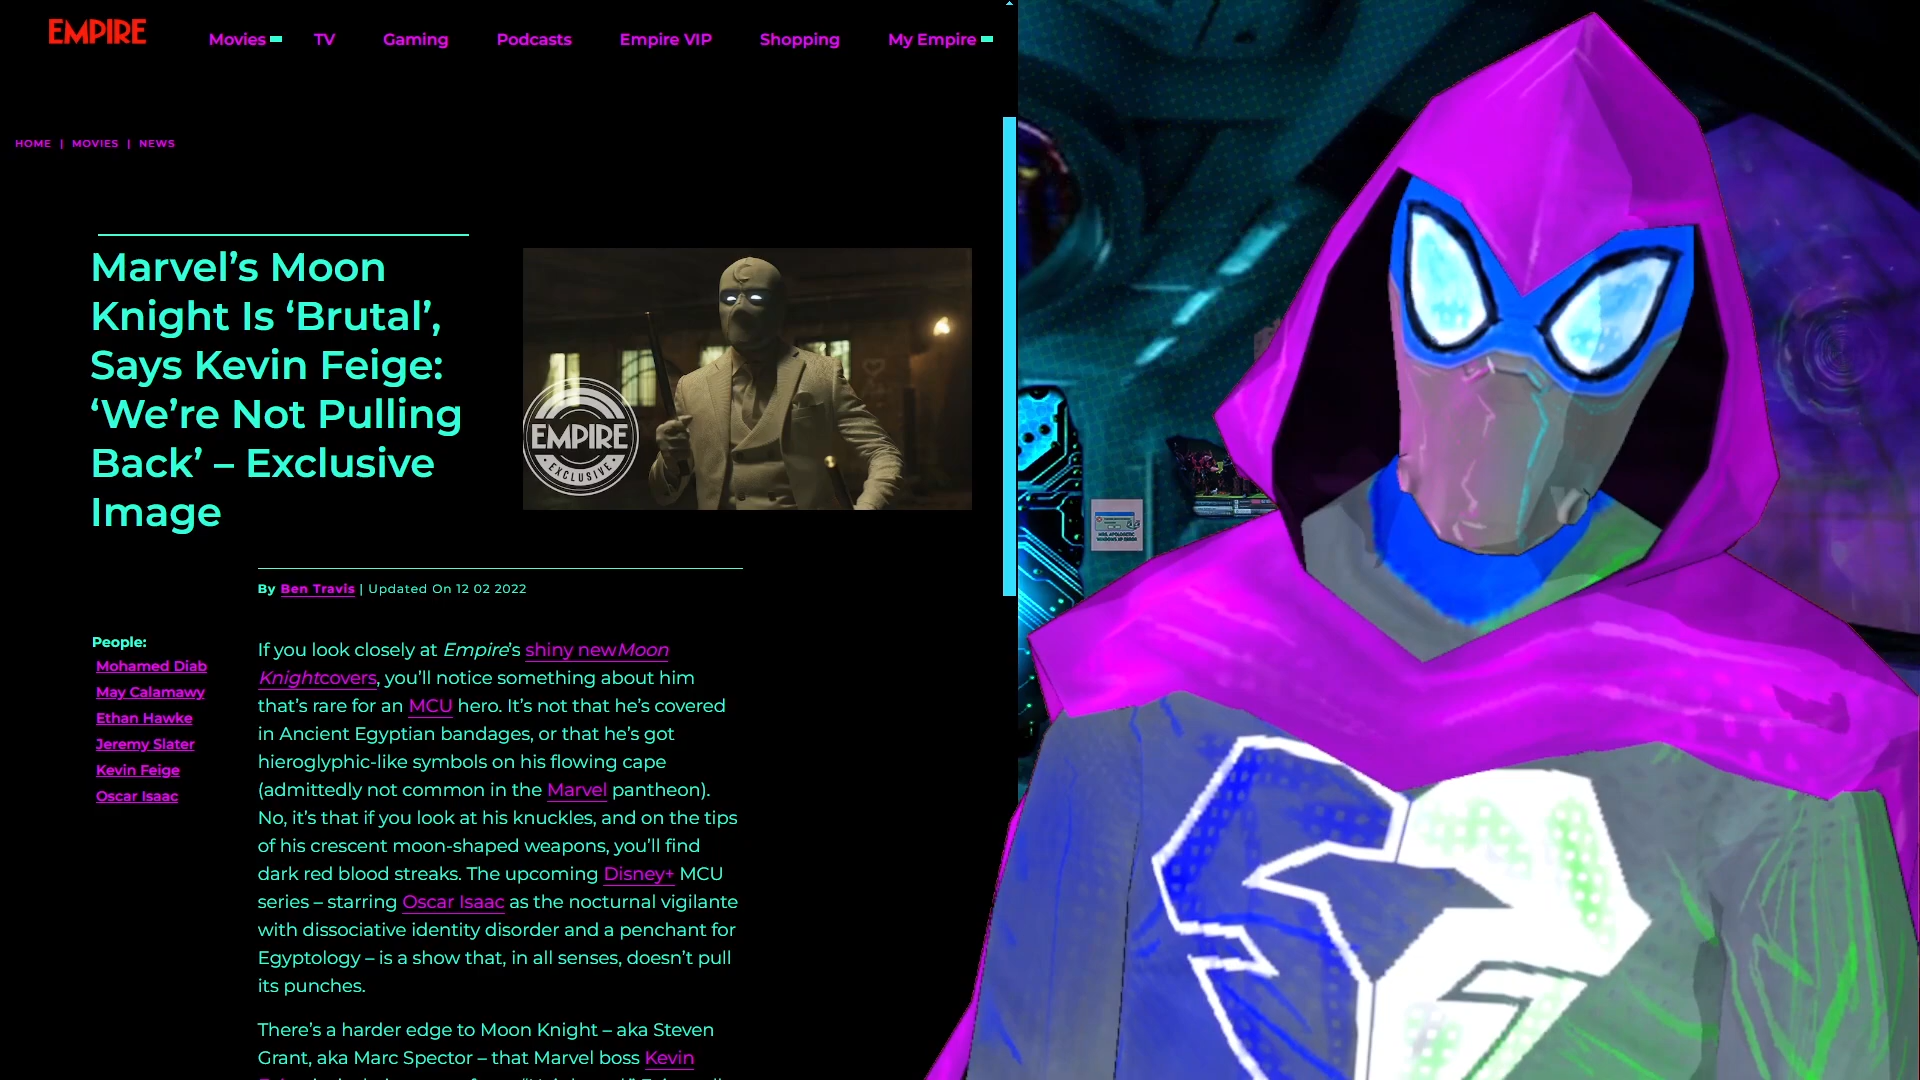 EMPIRE
Movies TV Gaming Podcasts Empire VIP Shopping My Empire
HOME | MOVIES | NEWS
Marvel’s Moon
Knight Is ‘Brutal’,
Says Kevin Feige:
‘We’re Not Pulling
Back’ – Exclusive
Image
EMPIRE
EXCLUSIVE
By Ben Travis | Updated On 12 02 2022
People:
Mohamed Diab
May Calamawy
Ethan Hawke
Jeremy Slater
Kevin Feige
Oscar Isaac
If you look closely at Empire’s shiny new Moon
Knight covers, you’ll notice something about him
that’s rare for an MCU hero. It’s not that he’s covered
in Ancient Egyptian bandages, or that he’s got
hieroglyphic-like symbols on his flowing cape
(admittedly not common in the Marvel pantheon).
No, it’s that if you look at his knuckles, and on the tips
of his crescent moon-shaped weapons, you’ll find
dark red blood streaks. The upcoming Disney+ MCU
series – starring Oscar Isaac as the nocturnal vigilante
with dissociative identity disorder and a penchant for
Egyptology – is a show that, in all senses, doesn’t pull
its punches.
There’s a harder edge to Moon Knight – aka Steven
Grant, aka Marc Spector – that Marvel boss Kevin